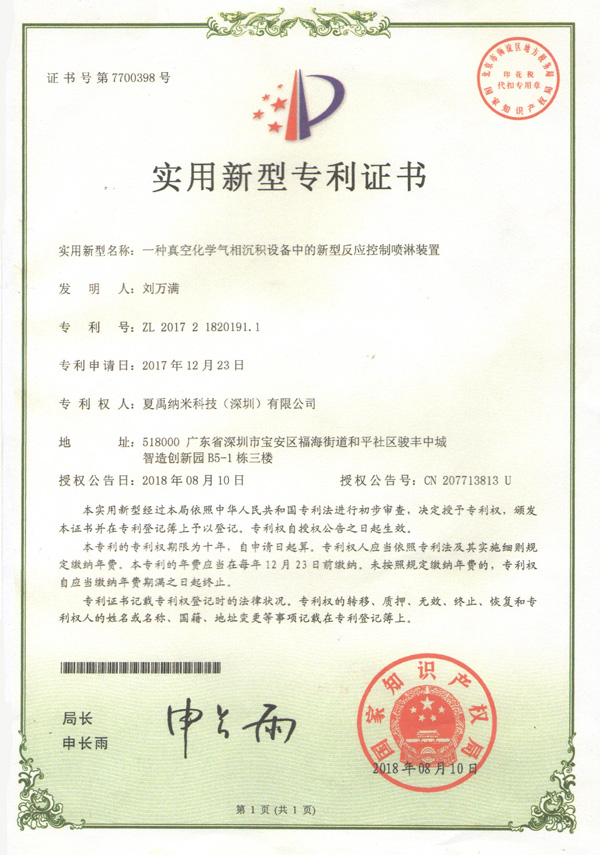 证书号第7700398号
北京市海淀区地方税务局
印花税
代扣专用章
国家知识产权局
实用新型专利证书
实用新型名称：一种真空化学气相沉积设备中的新型反应控制喷淋装置
发明人：刘万满
专利号：ZL 2017 2 1820191.1
专利申请日：2017年12月23日
专利权人：夏禹纳米科技（深圳）有限公司
地址：518000 广东省深圳市宝安区福海街道和平社区骏丰中城
智造创新园B5-1栋三楼
授权公告日：2018年08月10日 授权公告号：CN 207713813 U
本实用新型经过本局依照中华人民共和国专利法进行初步审查，决定授予专利权，颁发
本证书并在专利登记簿上予以登记。专利权自授权公告之日起生效。
本专利的专利权期限为十年，自申请日起算。专利权人应当依照专利法及其实施细则规
定缴纳年费。本专利的年费应当在每年12月23日前缴纳。未按照规定缴纳年费的，专利权
自应当缴纳年费期满之日起终止。
专利证书记载专利权登记时的法律状况。专利权的转移、质押、无效、终止、恢复和专
利权人的姓名或名称、国籍、地址变更等事项记载在专利登记簿上。
局长
申长雨
申长雨
国家知识产权局
2018年08月10日
第1页(共1页)